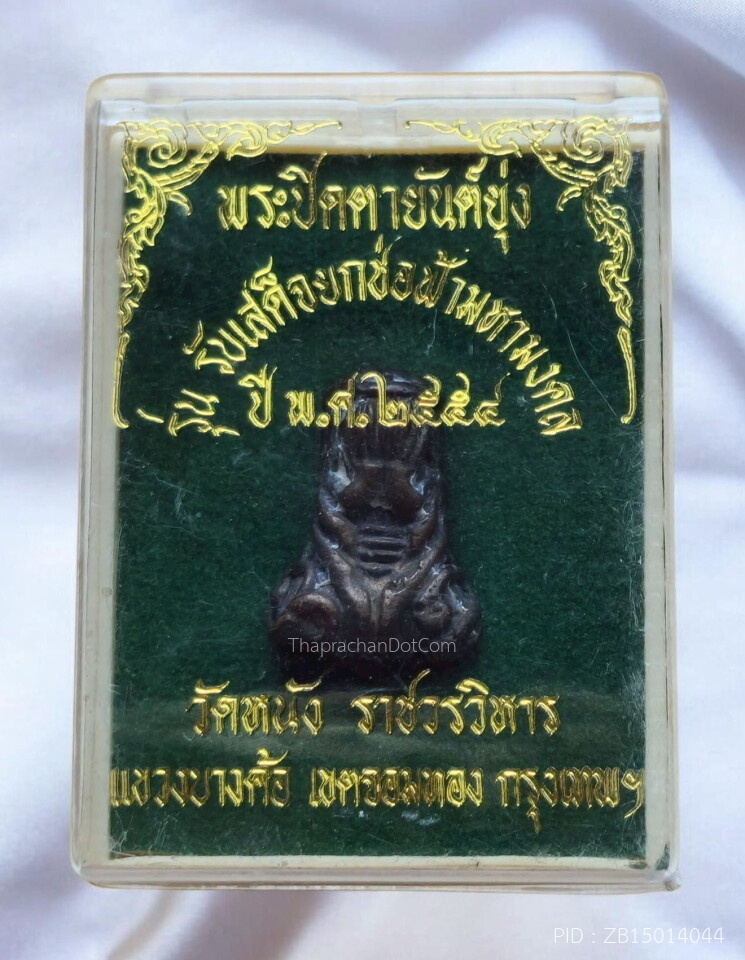 พระปิดตายันต์ยุ่ง
รุ่น รับเสด็จยกช่อฟ้ามหามงคล
ปี พ.ศ.๒๕๕๔
ThaprachanDotCom
วัดหนัง ราชวรวิหาร
แขวงบางค้อ เขตจอมทอง กรุงเทพฯ
PID : ZB15014044